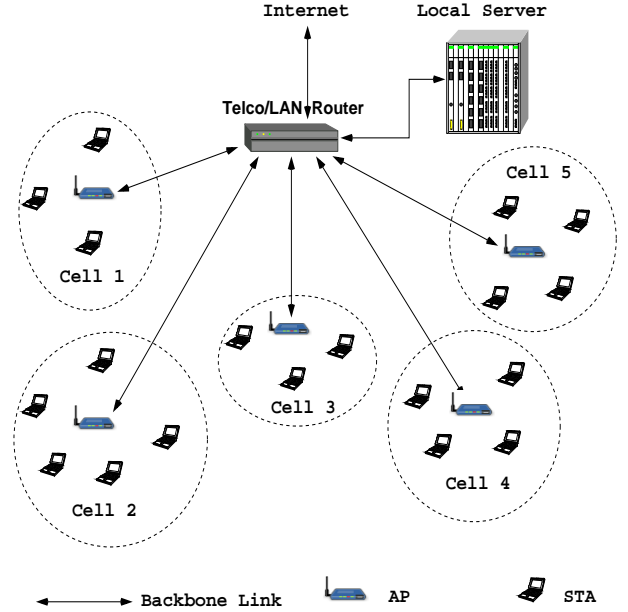 Internet
Local Server
Telco/LAN Router
Cell 5
Cell 1
Cell 3
Cell 4
Cell 2
Backbone Link
AP
STA